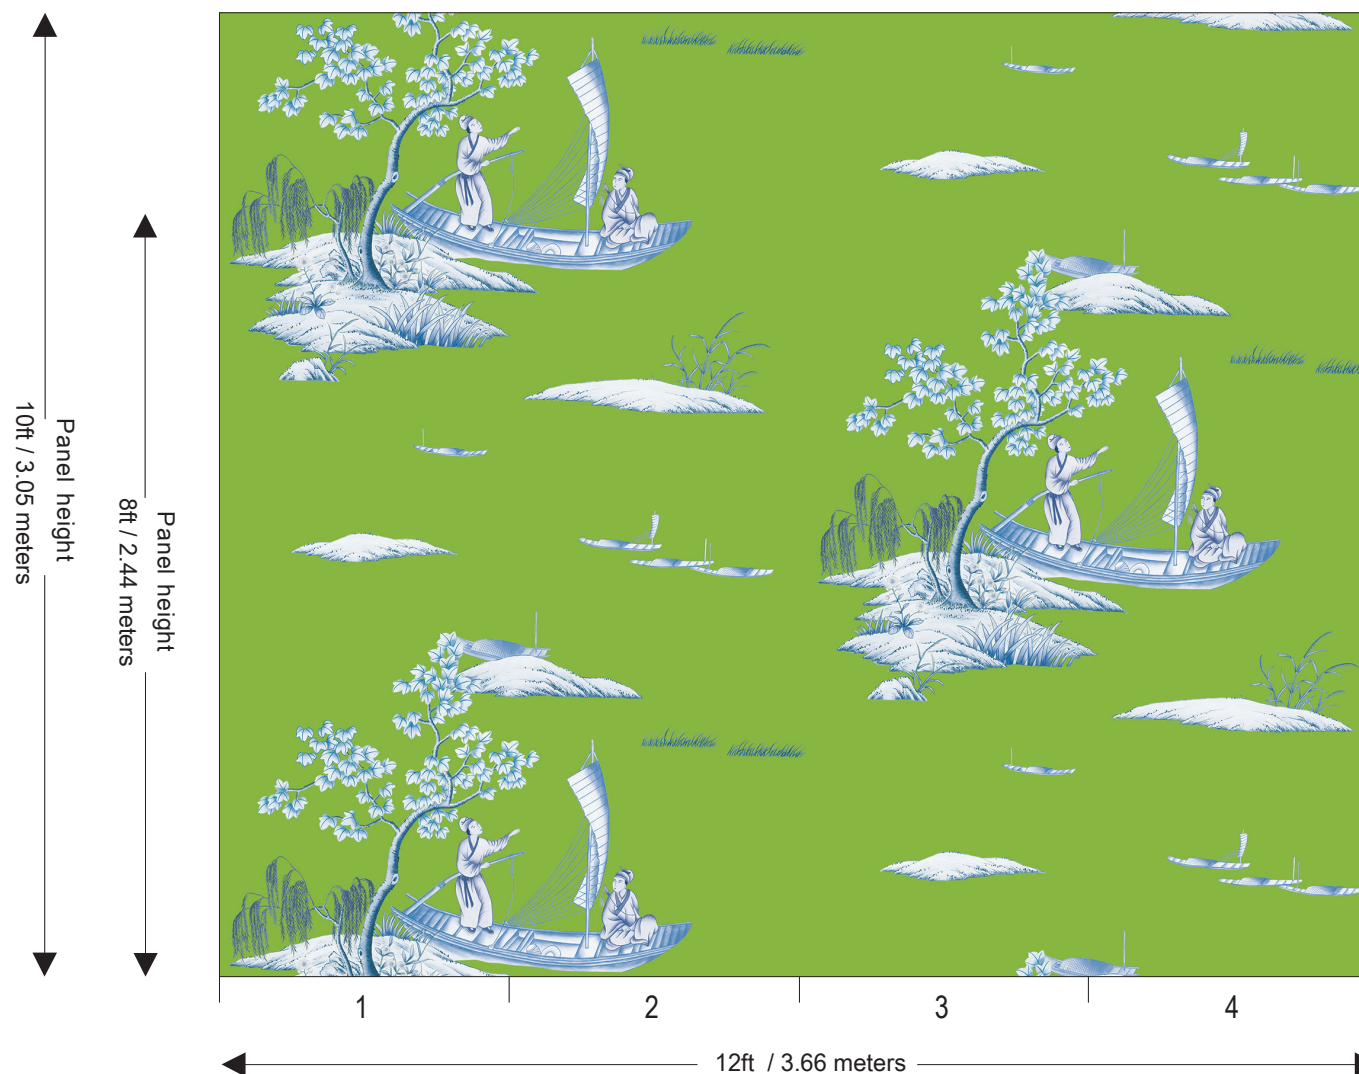 Panel height
10ft / 3.05 meters
Panel height
8ft / 2.44 meters
1 2 3 4
12ft / 3.66 meters